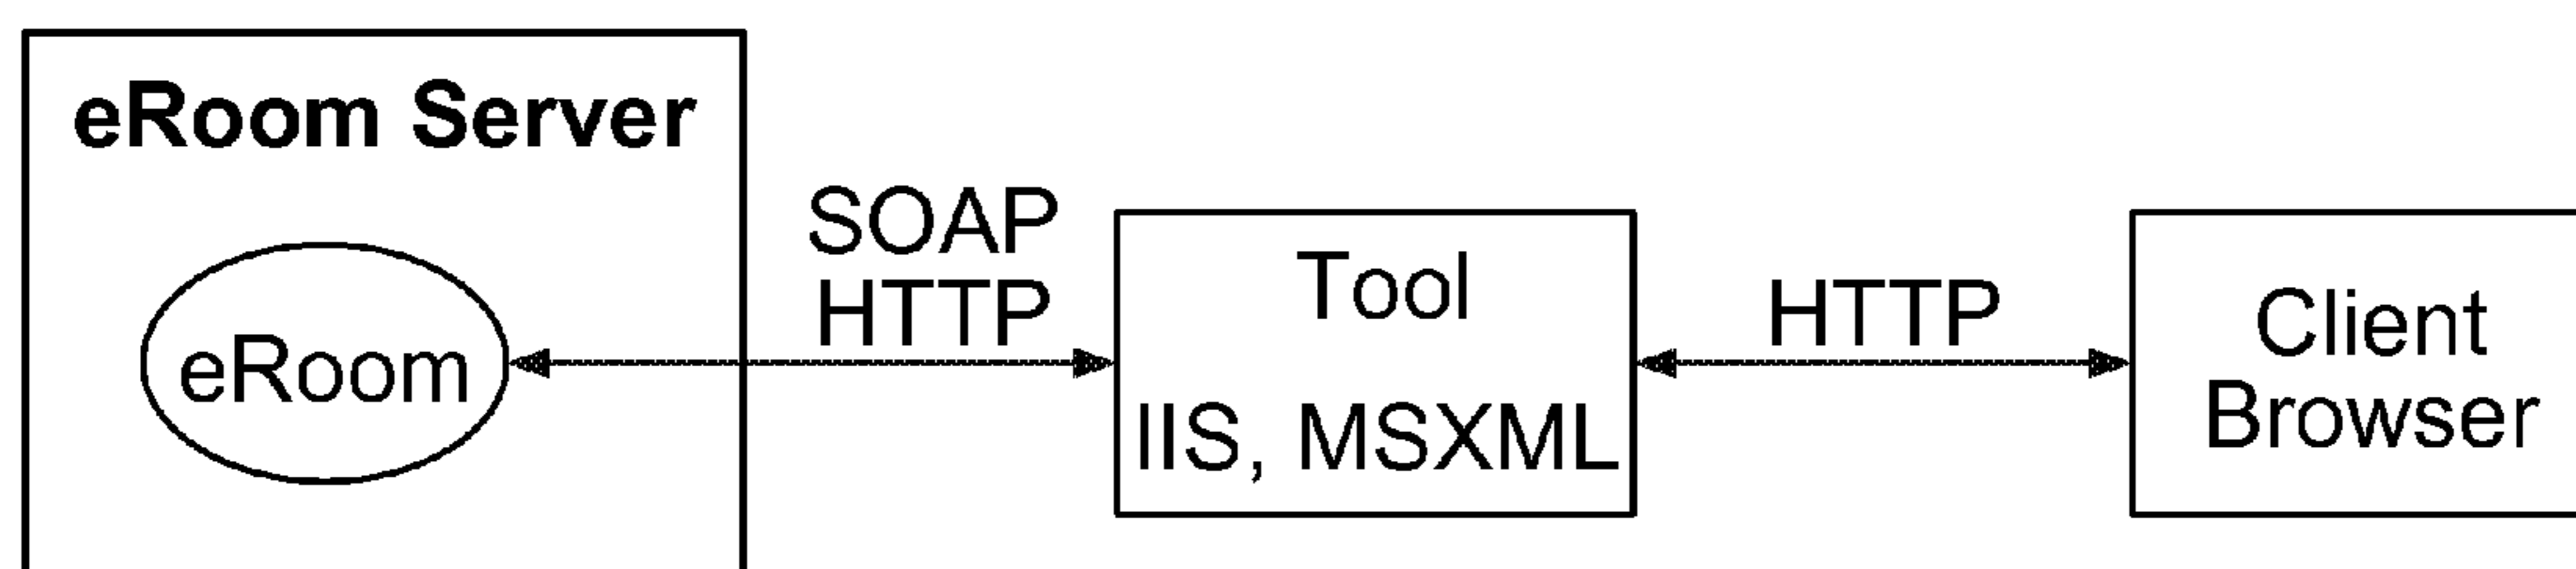 eRoom Server
eRoom
SOAP
HTTP
Tool
IIS, MSXML
HTTP
Client
Browser